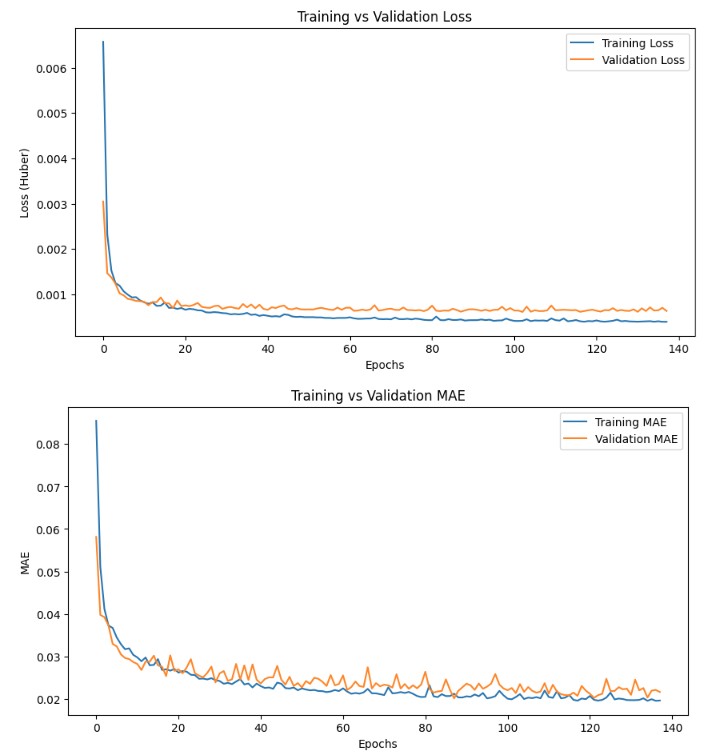 Training vs Validation Loss
Training Loss
Validation Loss
0.006
0.005
0.004
0.003
0.002
0.001
Loss (Huber)
0 20 40 60 80 100 120 140
Epochs
Training vs Validation MAE
Training MAE
Validation MAE
0.08
0.07
0.06
0.05
0.04
0.03
0.02
MAE
0 20 40 60 80 100 120 140
Epochs